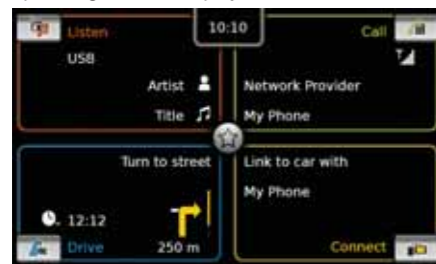 Listen
10:10
Call
USB
Artist
Title
Network Provider
My Phone
Turn to street
12:12
250 m
Drive
Link to car with
My Phone
Connect